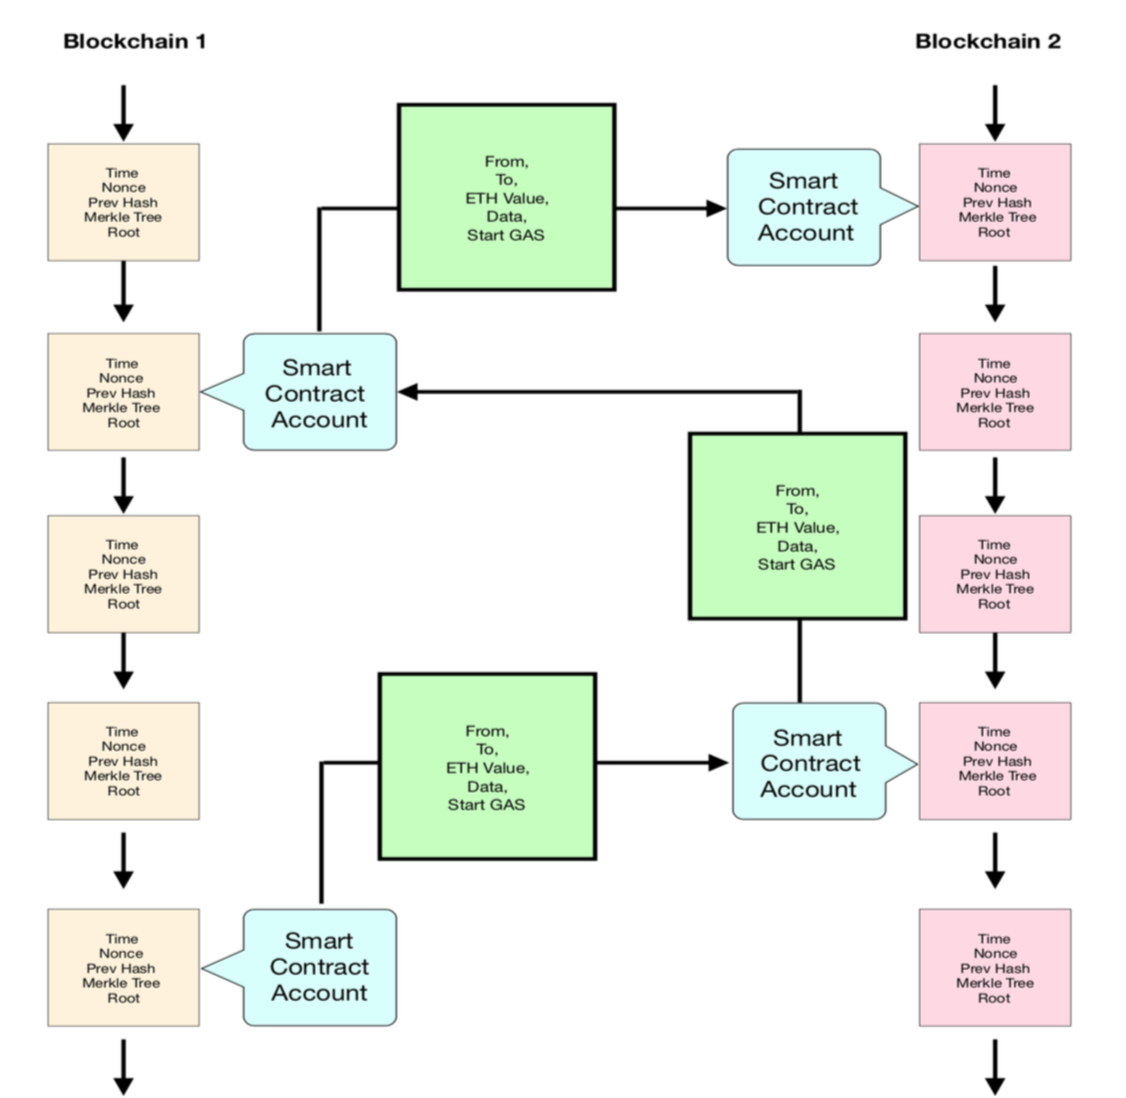 Blockchain 1
Blockchain 2
From,
To,
ETH Value,
Data,
Start GAS
Smart
Contract
Account
Time
Nonce
Prev Hash
Merkle Tree
Root
Time
Nonce
Prev Hash
Merkle Tree
Root
Time
Nonce
Prev Hash
Merkle Tree
Root
Smart
Contract
Account
Time
Nonce
Prev Hash
Merkle Tree
Root
Time
Nonce
Prev Hash
Merkle Tree
Root
From,
To,
ETH Value,
Data,
Start GAS
Time
Nonce
Prev Hash
Merkle Tree
Root
Time
Nonce
Prev Hash
Merkle Tree
Root
From,
To,
ETH Value,
Data,
Start GAS
Smart
Contract
Account
Time
Nonce
Prev Hash
Merkle Tree
Root
Time
Nonce
Prev Hash
Merkle Tree
Root
Smart
Contract
Account
Time
Nonce
Prev Hash
Merkle Tree
Root